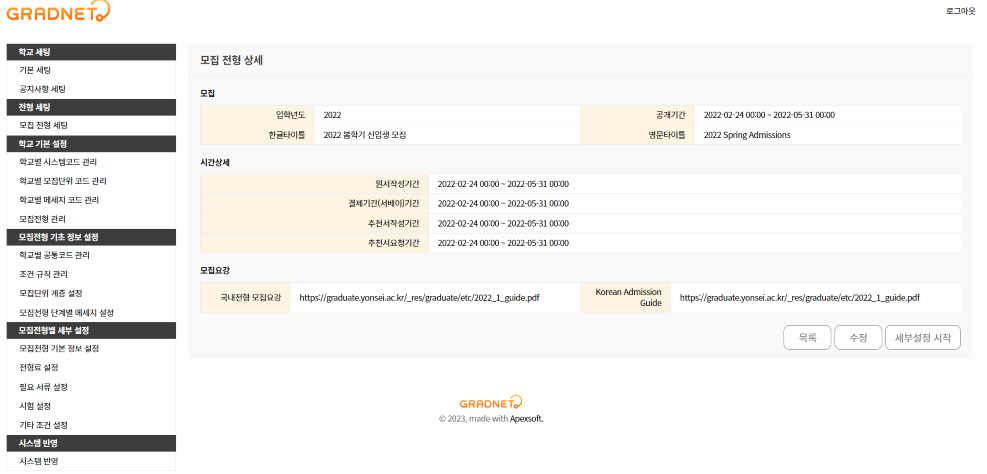 GRADNET
로그아웃
학교 세팅
기본 세팅
공지사항 세팅
전형 세팅
모집 전형 세팅
학교 기본 설정
학교별 시스템코드 관리
학교별 모집단위 코드 관리
학교별 메세지 코드 관리
모집전형 관리
모집전형 기초 정보 설정
학교별 공통코드 관리
조건 규칙 관리
모집단위 계층 설정
모집전형 단계별 메세지 설정
모집전형별 세부 설정
모집전형 기본 정보 설정
전형료 설정
필요 서류 설정
시험 설정
기타 조건 설정
시스템 반영
시스템 반영
모집 전형 상세
모집
입학년도 2022 공개기간 2022-02-24 00:00 ~ 2022-05-31 00:00
한글타이틀 2022 봄학기 신입생 모집 영문타이틀 2022 Spring Admissions
시간상세
원서작성기간 2022-02-24 00:00 ~ 2022-05-31 00:00
결제기간(서베이)기간 2022-02-24 00:00 ~ 2022-05-31 00:00
추천서작성기간 2022-02-24 00:00 ~ 2022-05-31 00:00
추천서요청기간 2022-02-24 00:00 ~ 2022-05-31 00:00
모집요강
국내전형 모집요강 https://graduate.yonsei.ac.kr/_res/graduate/etc/2022_1_guide.pdf
Korean Admission
Guide
https://graduate.yonsei.ac.kr/_res/graduate/etc/2022_1_guide.pdf
목록 수정 세부설정 시작
GRADNET
© 2023, made with Apexsoft.